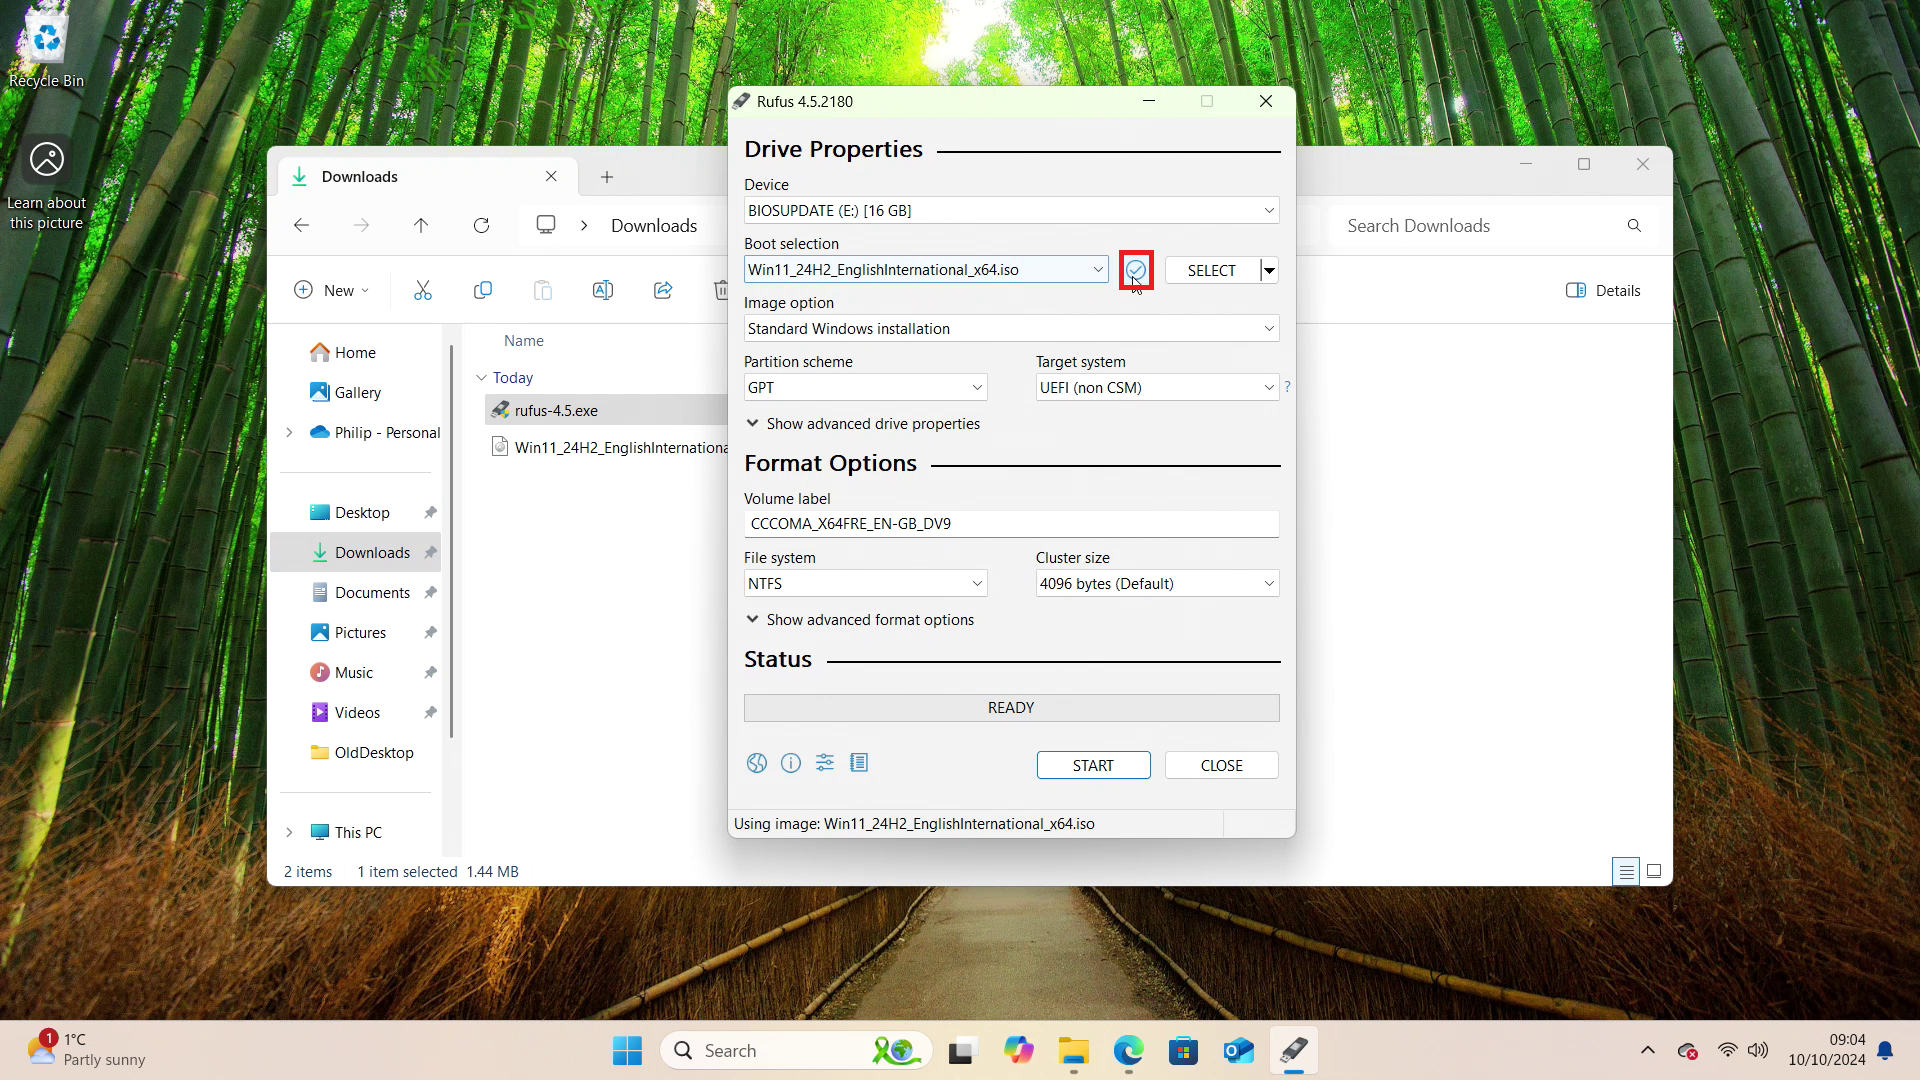 Recycle Bin
Learn about
this picture
Downloads
Downloads
Search Downloads
New
Details
Home
Gallery
Philip - Personal
Desktop
Downloads
Documents
Pictures
Music
Videos
OldDesktop
This PC
Name
Today
rufus-4.5.exe
Win11_24H2_EnglishInternationa
2 items
1 item selected 1.44 MB
Rufus 4.5.2180
Drive Properties
Device
BIOSUPDATE (E:) [16 GB]
Boot selection
Win11_24H2_EnglishInternational_x64.iso
SELECT
Image option
Standard Windows installation
Partition scheme
Target system
GPT
UEFI (non CSM)
?
Show advanced drive properties
Format Options
Volume label
CCCOMA_X64FRE_EN-GB_DV9
File system
Cluster size
NTFS
4096 bytes (Default)
Show advanced format options
Status
READY
START
CLOSE
Using image: Win11_24H2_EnglishInternational_x64.iso
1
1°C
Partly sunny
Search
09:04
10/10/2024